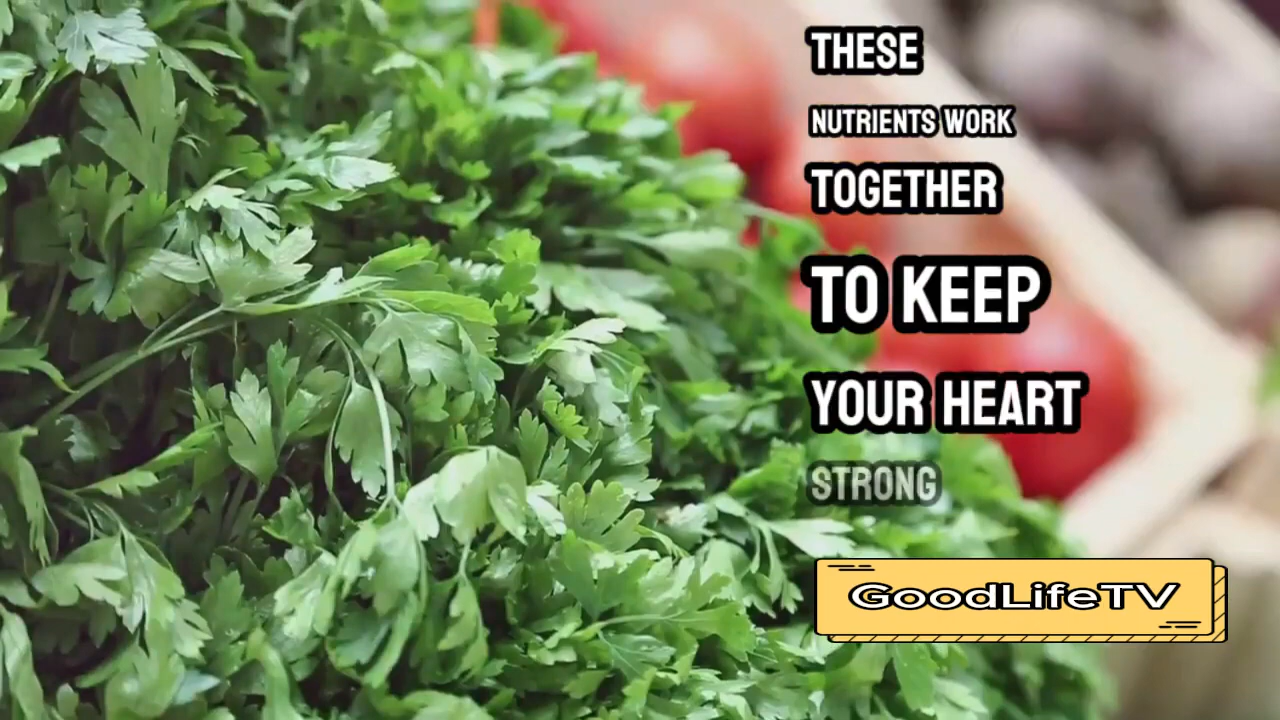 THESE
NUTRIENTS WORK
TOGETHER
TO KEEP
YOUR HEART
STRONG
GoodLifeTV